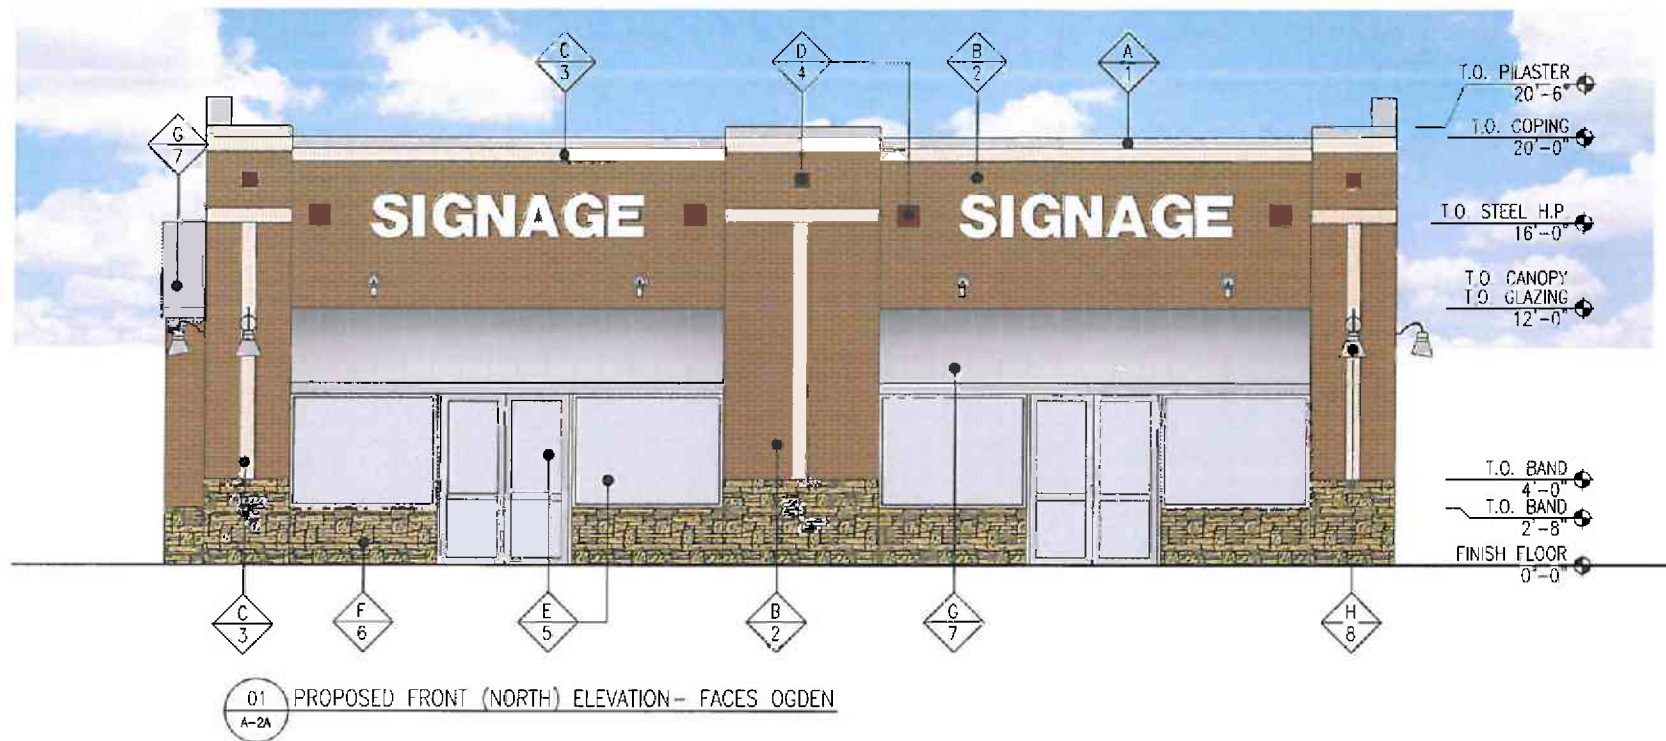 C
3
D
4
B
2
A
1
G
7
T.O. PILASTER
20'-6"
T.O. COPING
20'-0"
T.O. STEEL H.P.
16'-0"
T.O. CANOPY
T.O. GLAZING
12'-0"
T.O. BAND
4'-0"
T.O. BAND
2'-8"
FINISH FLOOR
0'-0"
SIGNAGE
SIGNAGE
C
3
F
6
E
5
B
2
G
7
H
8
01
A-2A
PROPOSED FRONT (NORTH) ELEVATION- FACES OGDEN